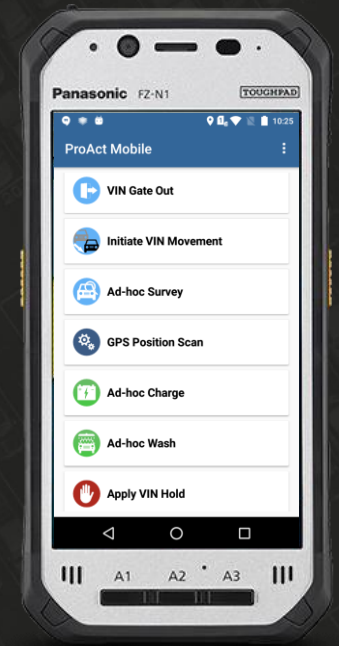 Panasonic FZ-N1 TOUGHPAD
10:25
ProAct Mobile
VIN Gate Out
Initiate VIN Movement
Ad-hoc Survey
GPS Position Scan
Ad-hoc Charge
Ad-hoc Wash
Apply VIN Hold
A1 A2 A3